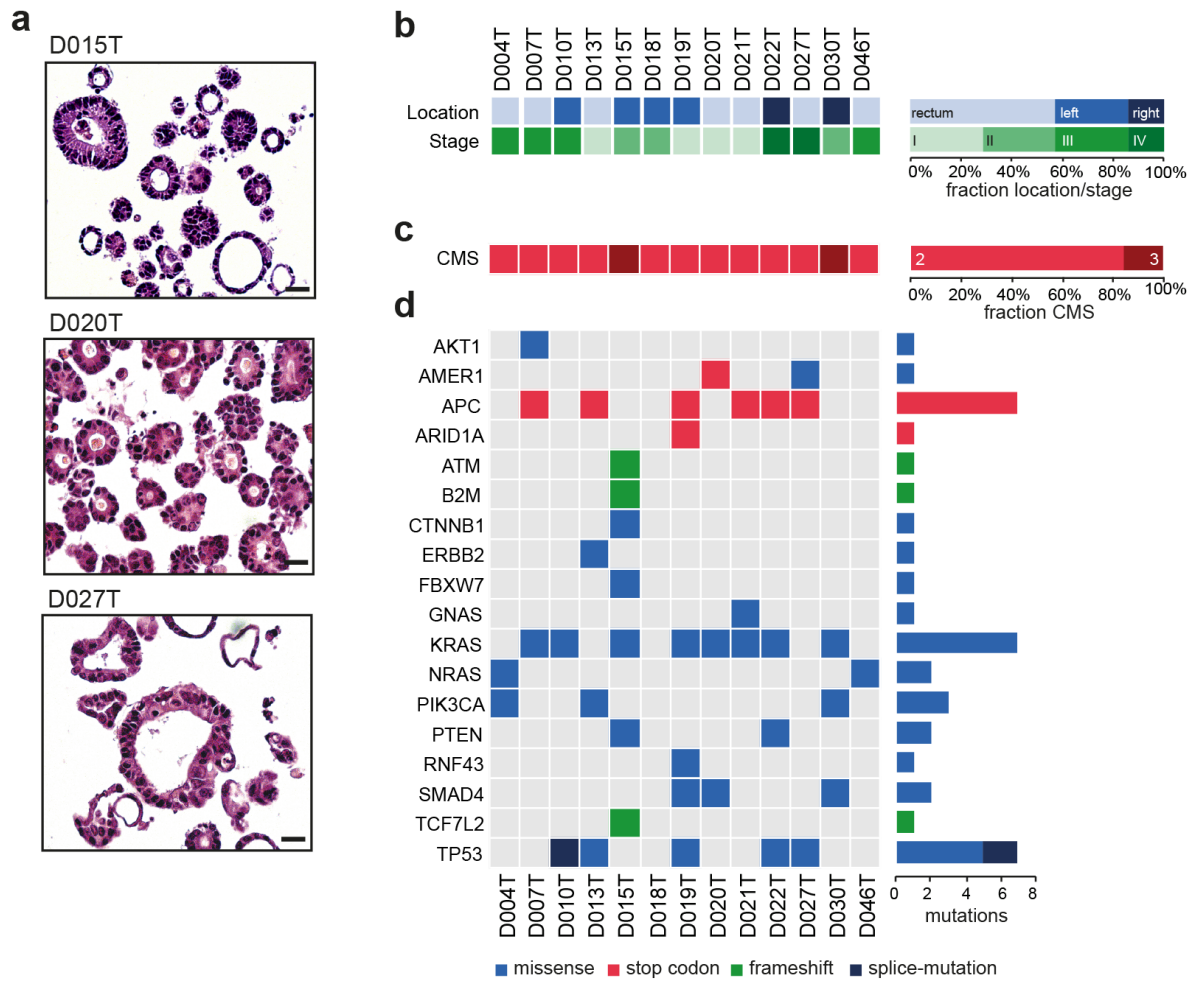 a
D015T
D020T
D027T
b
D004T D007T D010T D013T D015T D018T D019T D020T D021T D022T D027T D030T D046T
Location
Stage
rectum left right
I II III IV
0% 20% 40% 60% 80% 100%
fraction location/stage
c
CMS
2 3
0% 20% 40% 60% 80% 100%
fraction CMS
d
AKT1
AMER1
APC
ARID1A
ATM
B2M
CTNNB1
ERBB2
FBXW7
GNAS
KRAS
NRAS
PIK3CA
PTEN
RNF43
SMAD4
TCF7L2
TP53
D004T D007T D010T D013T D015T D018T D019T D020T D021T D022T D027T D030T D046T
0 2 4 6 8
mutations
missense stop codon frameshift splice-mutation